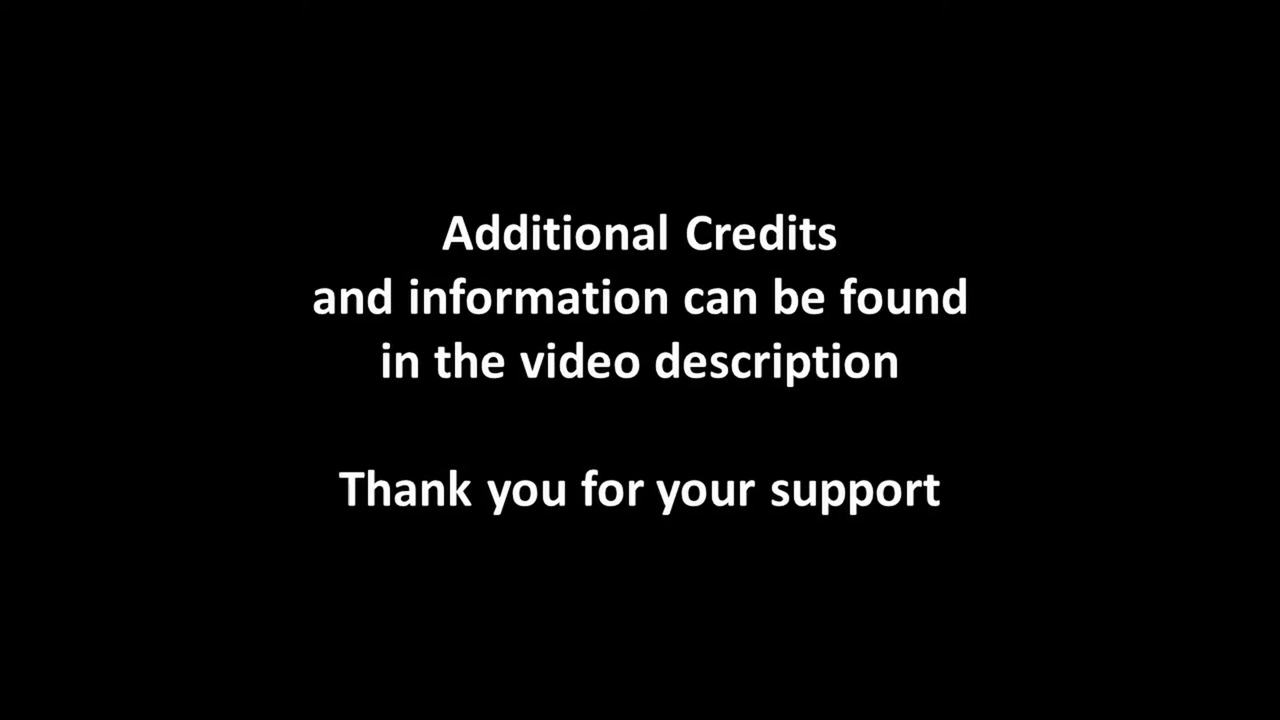 Additional Credits
and information can be found
in the video description
Thank you for your support